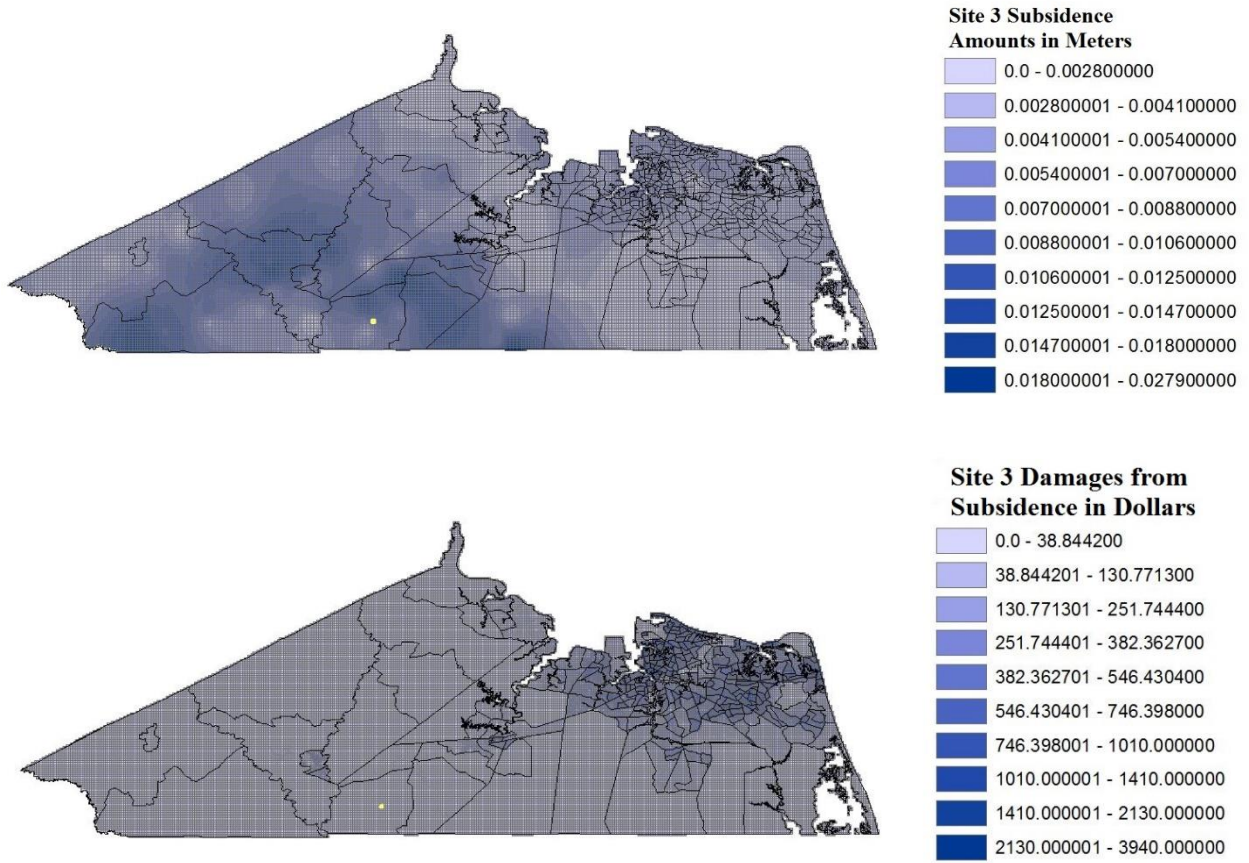 Site 3 Subsidence
Amounts in Meters
0.0 - 0.002800000
0.002800001 - 0.004100000
0.004100001 - 0.005400000
0.005400001 - 0.007000000
0.007000001 - 0.008800000
0.008800001 - 0.010600000
0.010600001 - 0.012500000
0.012500001 - 0.014700000
0.014700001 - 0.018000000
0.018000001 - 0.027900000
Site 3 Damages from
Subsidence in Dollars
0.0 - 38.844200
38.844201 - 130.771300
130.771301 - 251.744400
251.744401 - 382.362700
382.362701 - 546.430400
546.430401 - 746.398000
746.398001 - 1010.000000
1010.000001 - 1410.000000
1410.000001 - 2130.000000
2130.000001 - 3940.000000